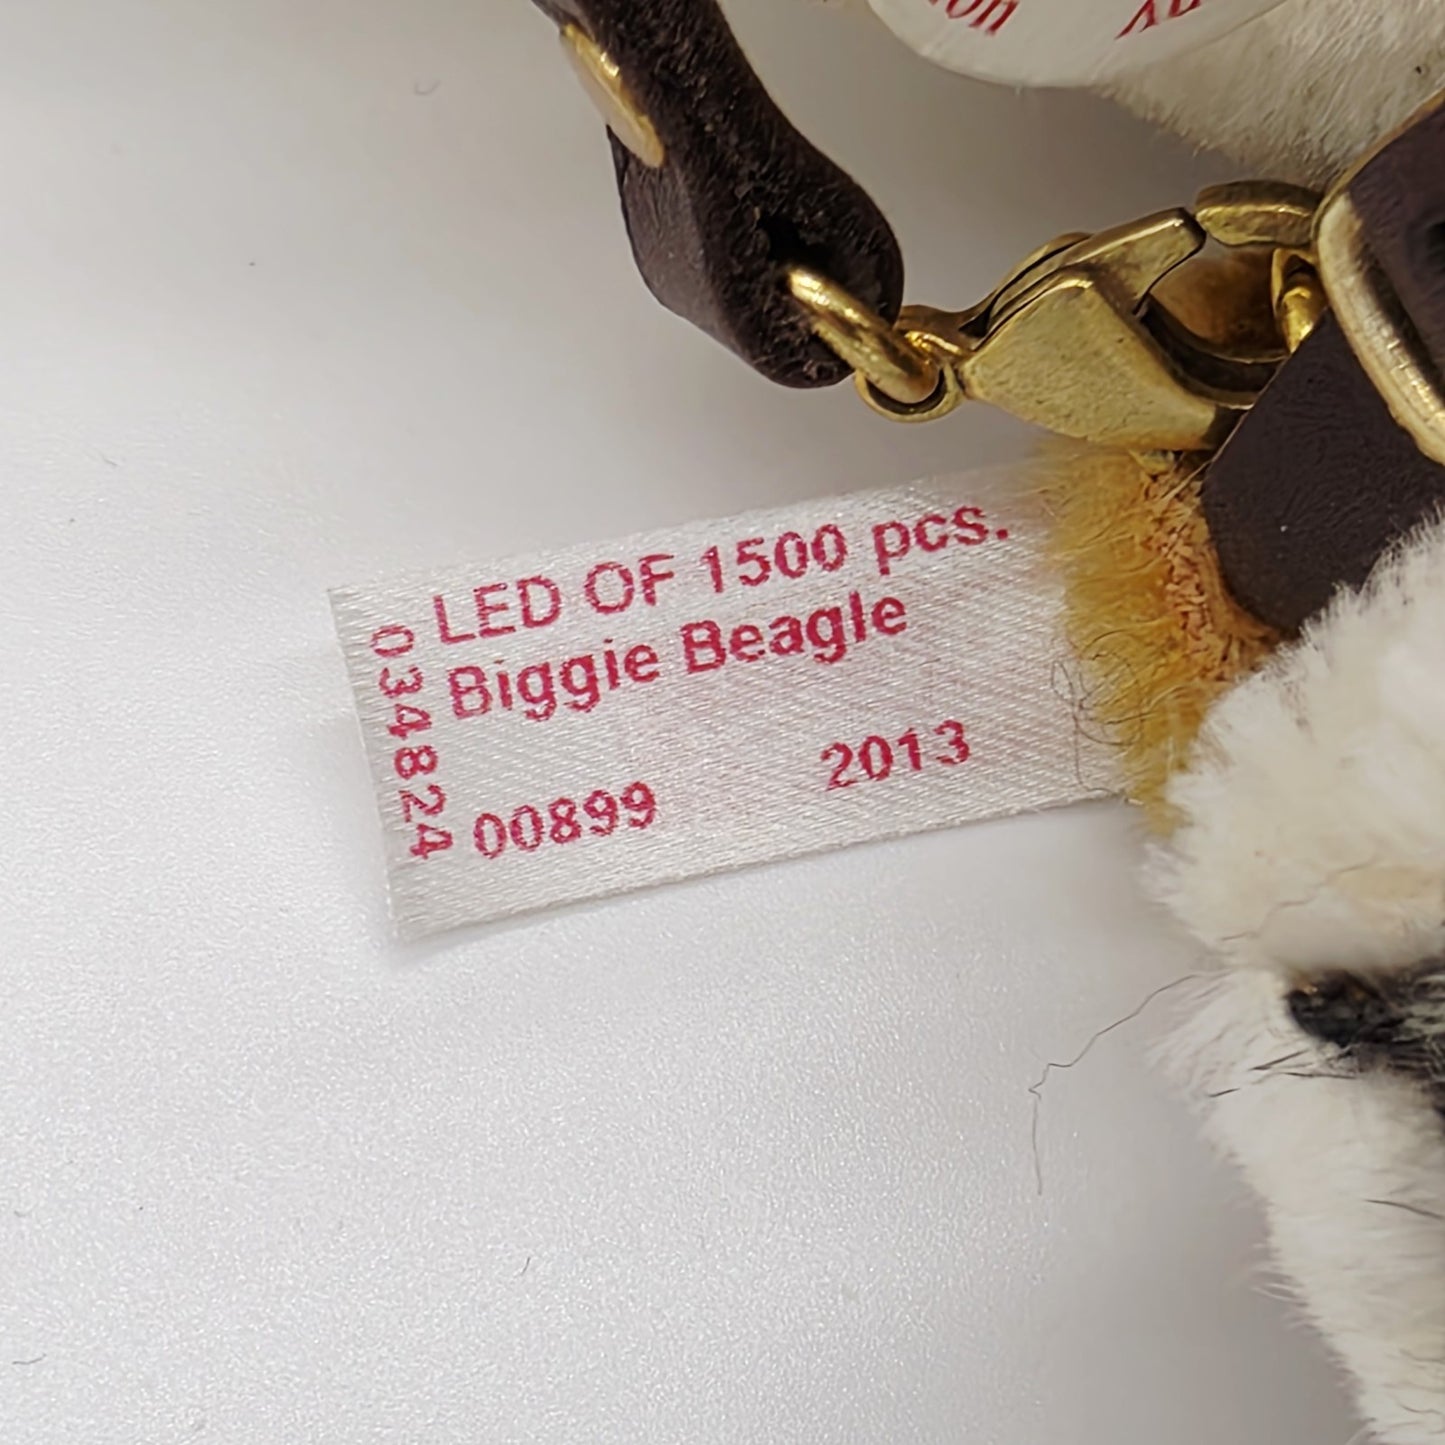 LED OF 1500 pcs.
Biggie Beagle
00899 2013
034824